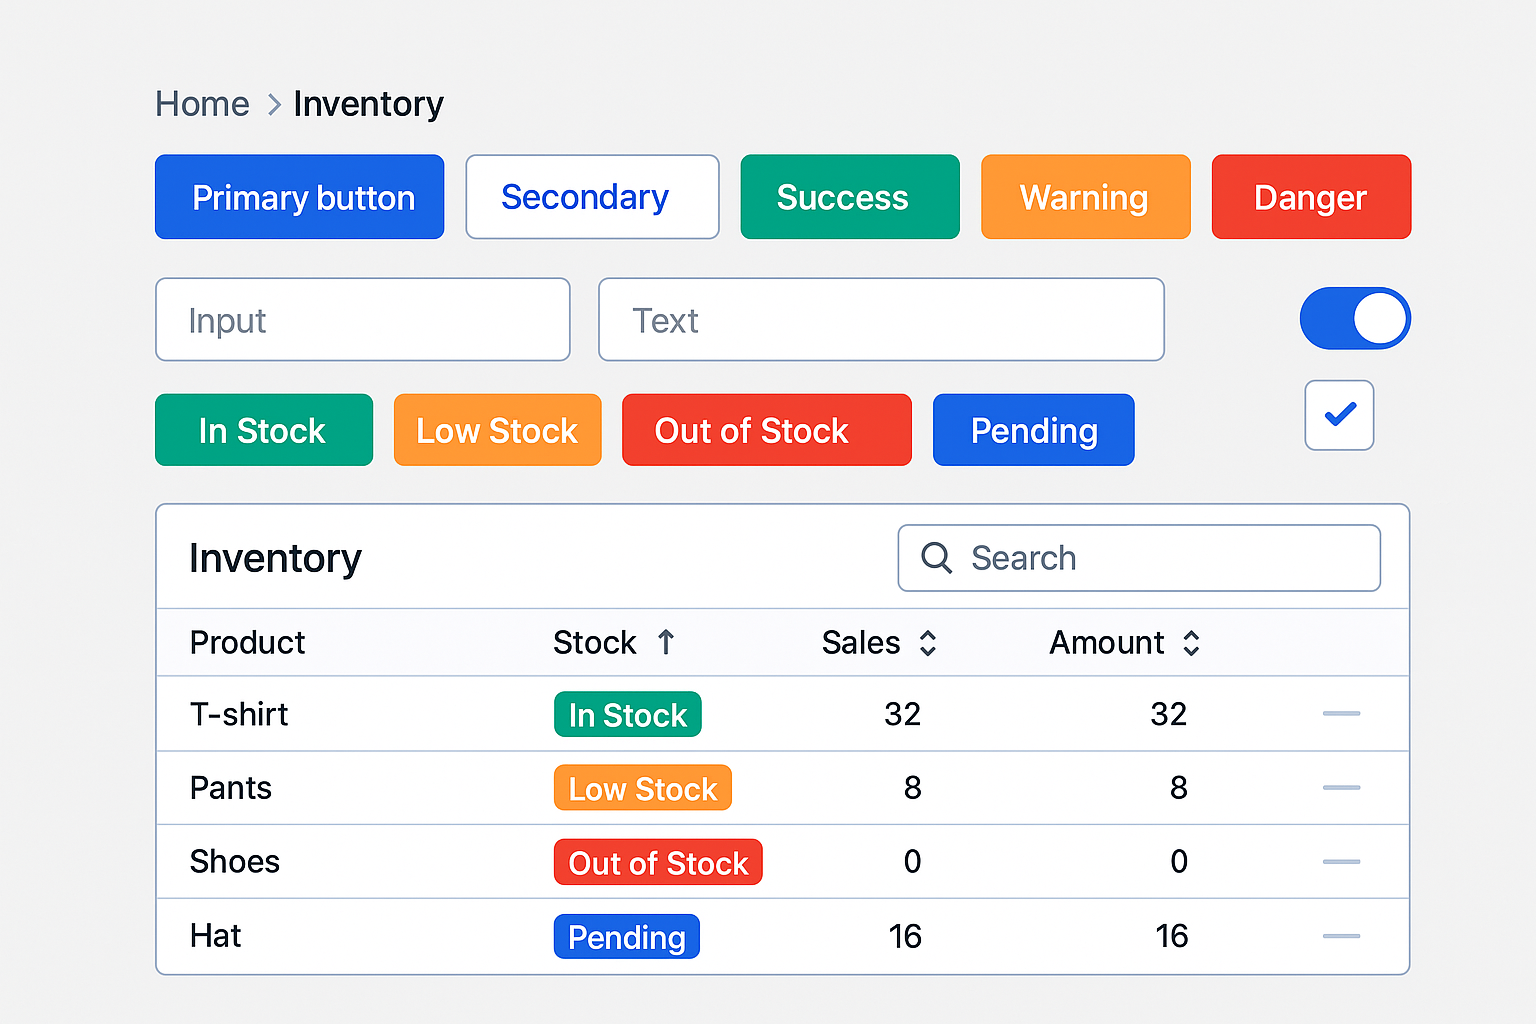 Home > Inventory
Primary button Secondary Success Warning Danger
Input Text
In Stock Low Stock Out of Stock Pending
Inventory Search
Product Stock ↑ Sales Amount
T-shirt In Stock 32 32 —
Pants Low Stock 8 8 —
Shoes Out of Stock 0 0 —
Hat Pending 16 16 —